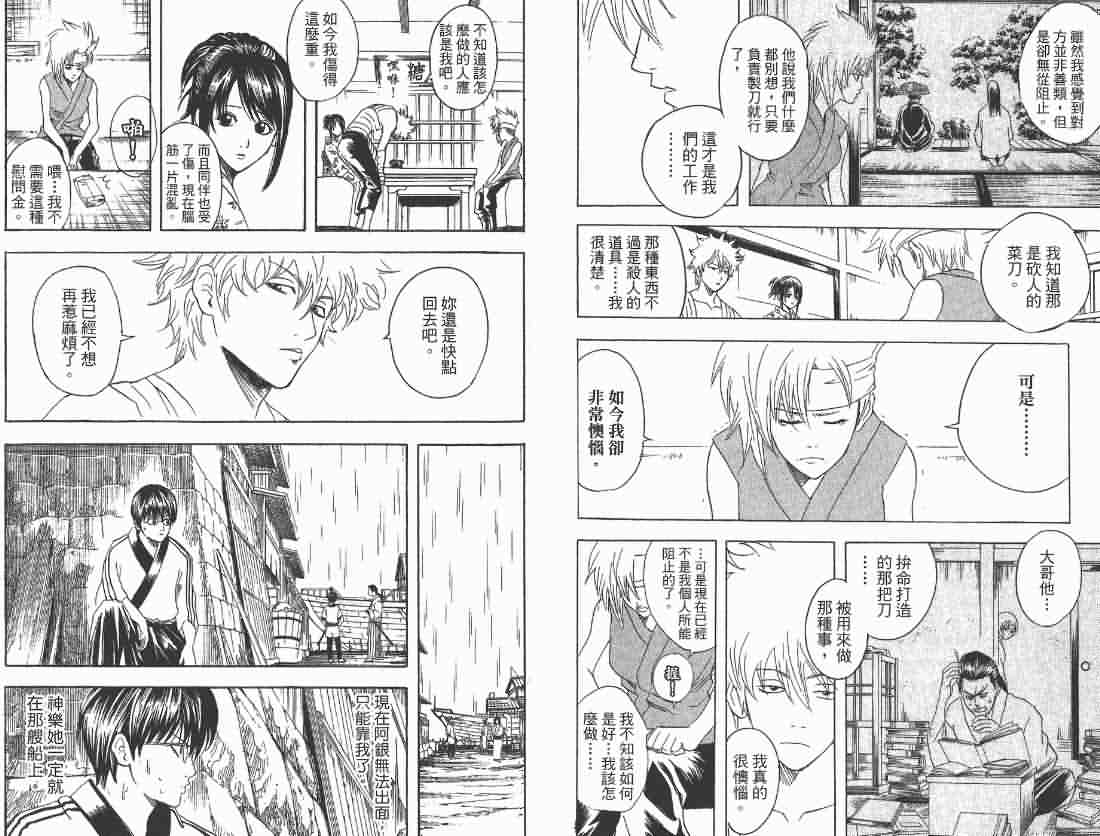 雖然我感覺到對
方並非善類，但
是卻無從阻止。
他說我們什麼
都別想，只要
負責製刀就行
了，
這才是我
們的工作
………
我知道那
是砍人的
菜刀。
那種東西不
過是殺人的
道具……我
很清楚。
可是………
如今我卻
非常懊惱。
大哥他…
拚命打造
的那把刀
……
被用來做
那種事，
我真的
很懊惱。
…可是現在已經
不是我個人所能
阻止的了。
握！
我不知該如何
是好…我該怎
麼做……
不知道該怎
麼做的人應
該是我吧。
糖
嘿咻！
如今我傷得
這麼重
而且同伴也受
了傷，現在腦
筋一片混亂。
啪！
喂…我不
需要這種
慰問金。
妳還是快點
回去吧。
我已經不想
再惹麻煩了。
現在阿銀無法出面，
只能靠我了。
神樂她一定就
在那艘船上。